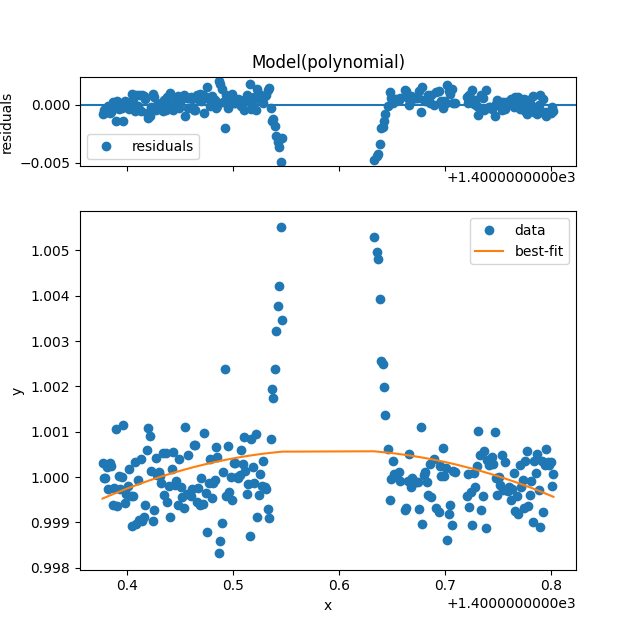 Model(polynomial)
residuals
0.000
−0.005
residuals
+1.4000000000e3
y
1.005
1.004
1.003
1.002
1.001
1.000
0.999
0.998
data
best-fit
0.4 0.5 0.6 0.7 0.8
x
+1.4000000000e3